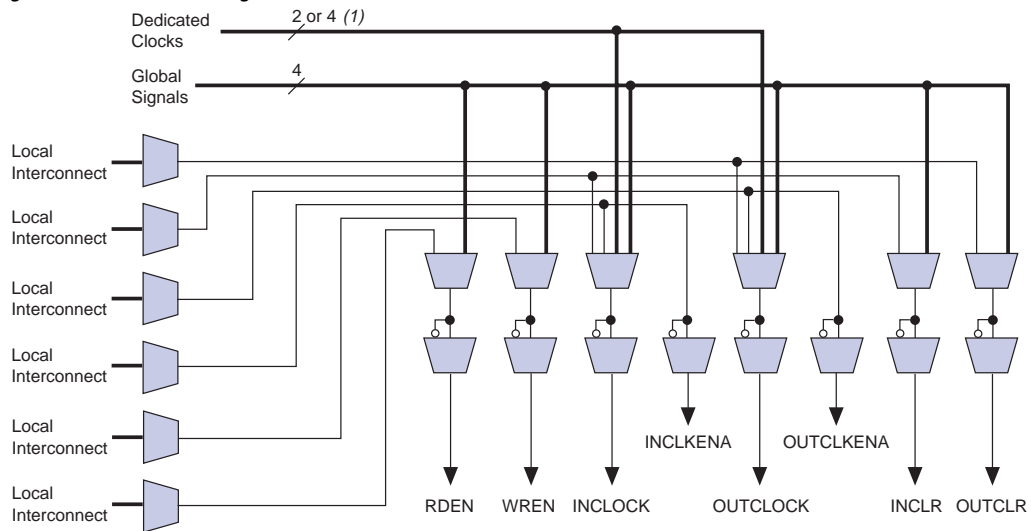 Dedicated
Clocks
2 or 4 (1)
Global
Signals
4
Local
Interconnect
Local
Interconnect
Local
Interconnect
Local
Interconnect
Local
Interconnect
Local
Interconnect
INCLKENA
OUTCLKENA
RDEN
WREN
INCLOCK
OUTCLOCK
INCLR
OUTCLR